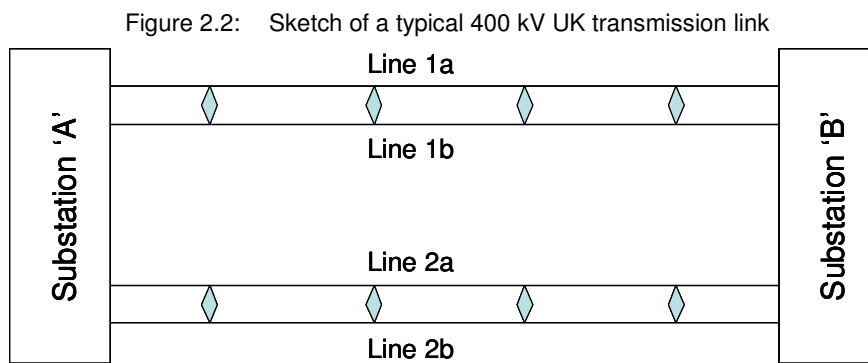 Figure 2.2: Sketch of a typical 400 kV UK transmission link
Line 1a
Substation 'A'
Line 1b
Substation 'B'
Line 2a
Line 2b